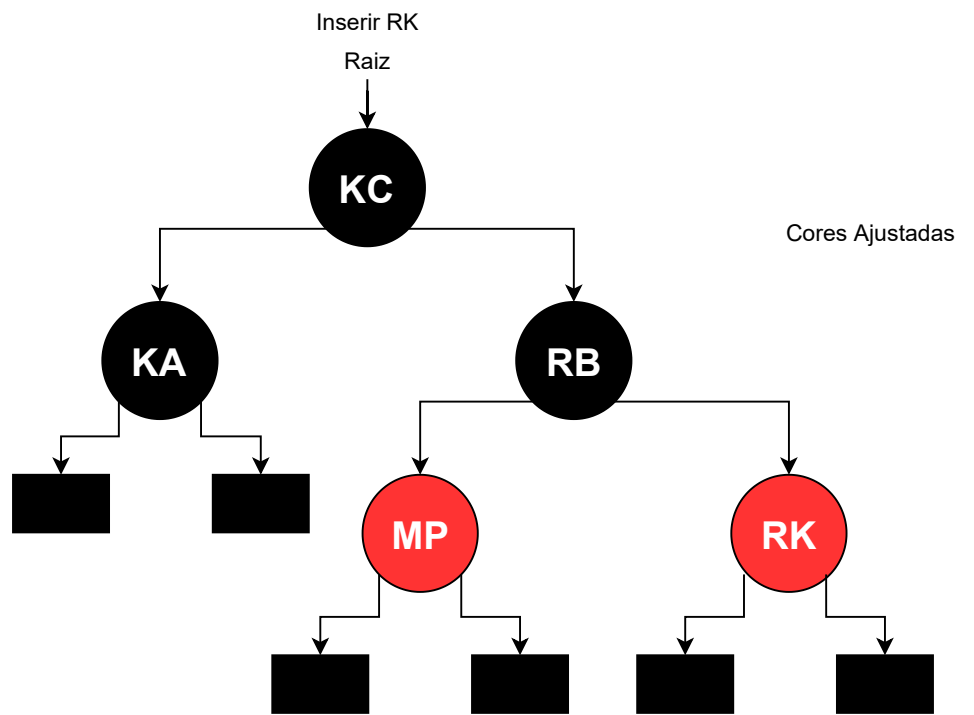 Inserir RK
Raiz
KC
Cores Ajustadas
KA
RB
MP
RK